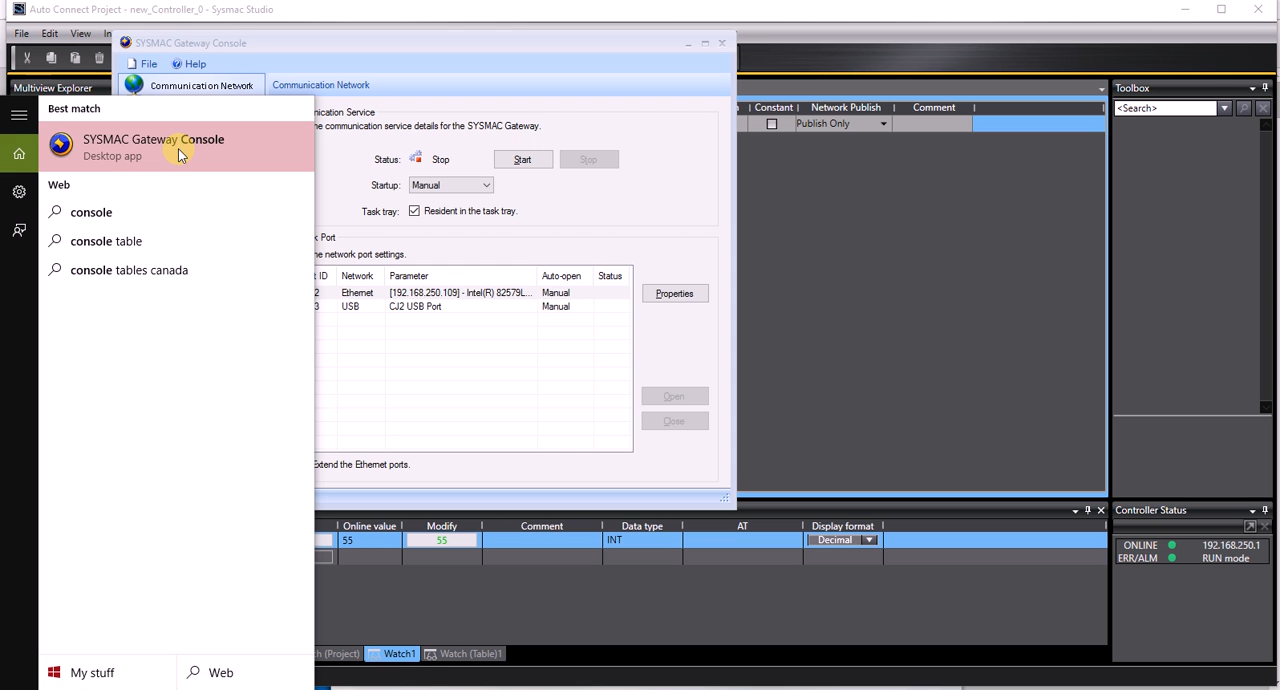 Auto Connect Project - new_Controller_0 - Sysmac Studio
File Edit View
SYSMAC Gateway Console
File Help
Communication Network
Communication Network
Multiview Explorer
Best match
SYSMAC Gateway Console
Desktop app
Web
console
console table
console tables canada
My stuff
Web
nication Service
he communication service details for the SYSMAC Gateway.
Status: Stop Start Stop
Startup: Manual
Task tray: Resident in the task tray.
k Port
he network port settings.
ID Network Parameter Auto-open Status
2 Ethernet [192.168.250.109] - Intel(R) 82579L... Manual
3 USB CJ2 USB Port Manual
Properties
Open
Close
Extend the Ethernet ports.
Constant Network Publish Comment
Publish Only
Toolbox
<Search>
Online value Modify Comment Data type AT Display format
55 55 INT Decimal
ch (Project) Watch1 Watch (Table)1
Controller Status
ONLINE 192.168.250.1
ERR/ALM RUN mode